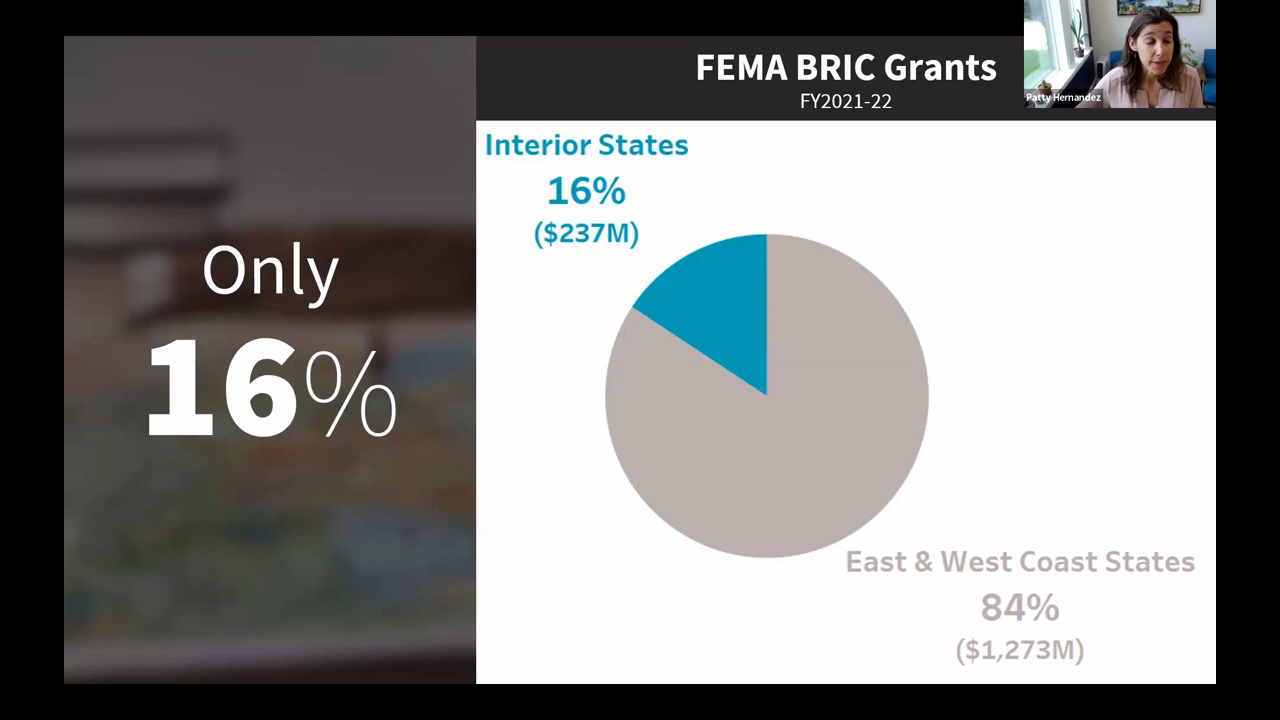 Only
16%
FEMA BRIC Grants
FY2021-22
Patty Hernandez
Interior States
16%
($237M)
East & West Coast States
84%
($1,273M)